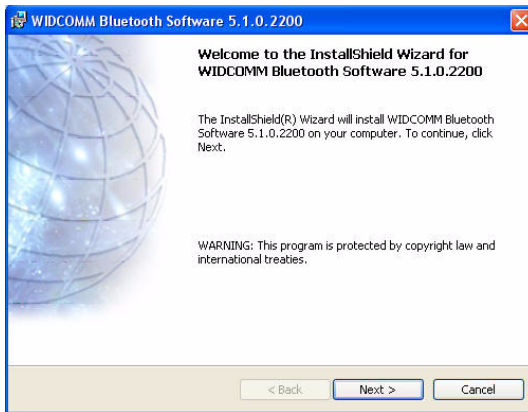 WIDCOMM Bluetooth Software 5.1.0.2200
Welcome to the InstallShield Wizard for
WIDCOMM Bluetooth Software 5.1.0.2200
The InstallShield(R) Wizard will install WIDCOMM Bluetooth
Software 5.1.0.2200 on your computer. To continue, click
Next.
WARNING: This program is protected by copyright law and
international treaties.
< Back
Next >
Cancel